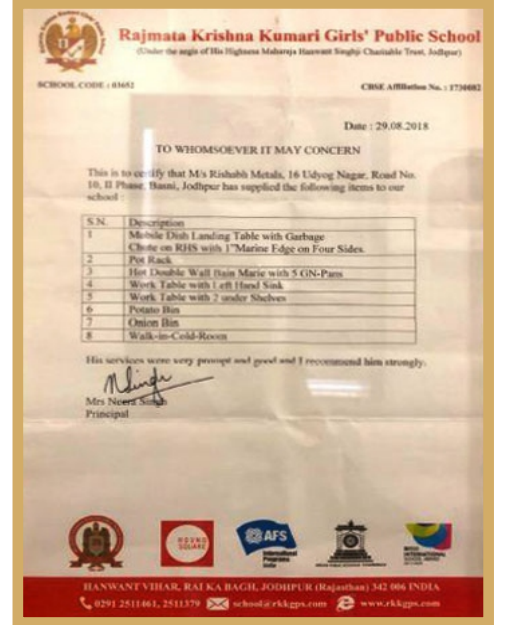 Rajmata Krishna Kumari Girls' Public School
(Under the aegis of His Highness Maharaja Hanwant Singhji Charitable Trust, Jodhpur)
SCHOOL CODE : 03652
CBSE Affiliation No. : 1730082
Date : 29.08.2018
TO WHOMSOEVER IT MAY CONCERN
This is to certify that M/s Rishabh Metals, 16 Udyog Nagar, Road No.
10, II Phase, Basni, Jodhpur has supplied the following items to our
school :
S.N. Description
1 Mobile Dish Landing Table with Garbage
Chute on RHS with 1"Marine Edge on Four Sides.
2 Pot Rack
3 Hot Double Wall Bain Marie with 5 GN-Pans
4 Work Table with Left Hand Sink
5 Work Table with 2 under Shelves
6 Potato Bin
7 Onion Bin
8 Walk-in-Cold-Room
His services were very prompt and good and I recommend him strongly.
NSingh
Mrs Neera Singh
Principal
ROUND
SQUARE
AFS
International
Programs
India
INTERNATIONAL
HANWANT VIHAR, RAI KA BAGH, JODHPUR (Rajasthan) 342 006 INDIA
0291 2511461, 2511379 school@rkkgps.com www.rkkgps.com